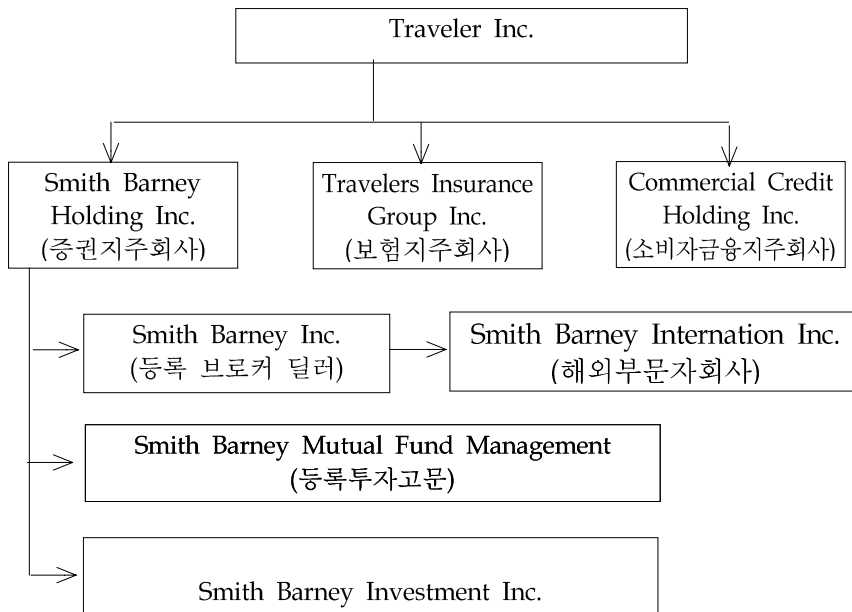 Traveler Inc.
Smith Barney
Holding Inc.
(증권지주회사)
Travelers Insurance
Group Inc.
(보험지주회사)
Commercial Credit
Holding Inc.
(소비자금융지주회사)
Smith Barney Inc.
(등록 브로커 딜러)
Smith Barney Internation Inc.
(해외부문자회사)
Smith Barney Mutual Fund Management
(등록투자고문)
Smith Barney Investment Inc.